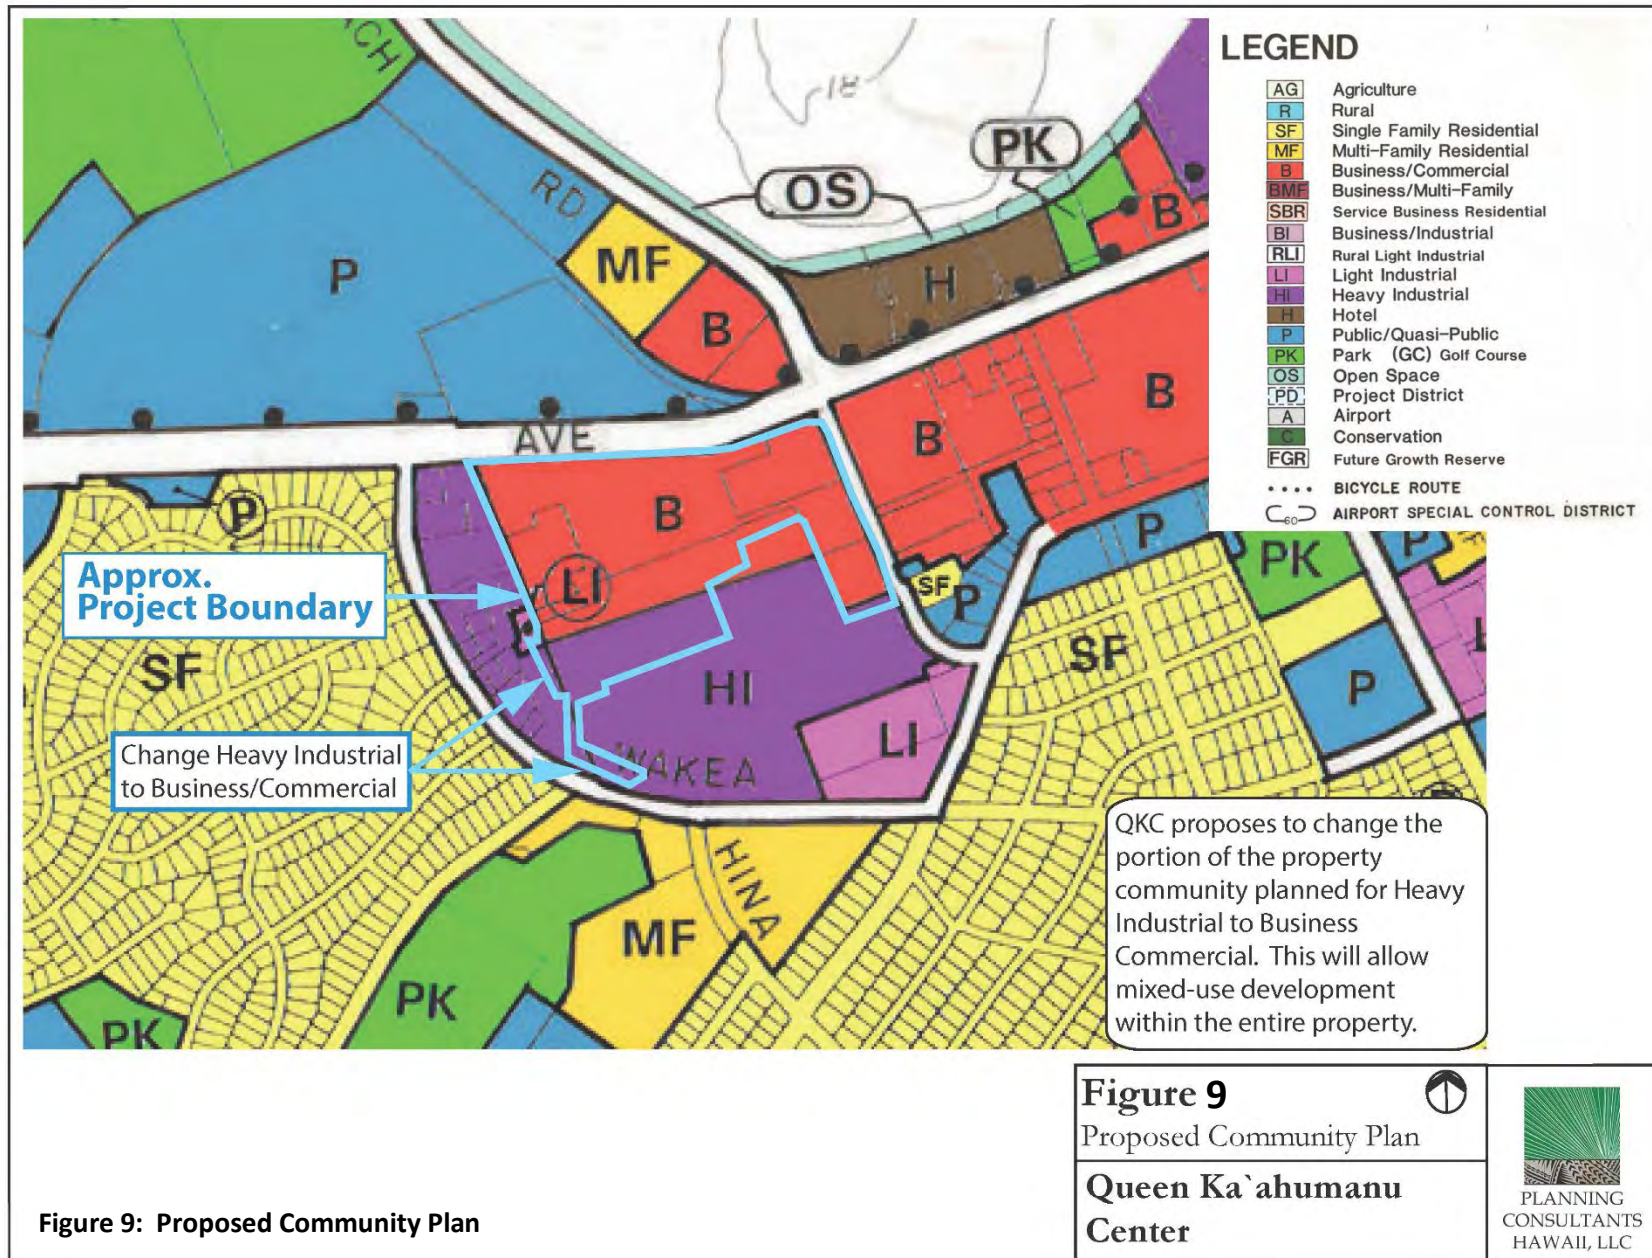 LEGEND
AG Agriculture
R Rural
SF Single Family Residential
MF Multi-Family Residential
B Business/Commercial
BMF Business/Multi-Family
SBR Service Business Residential
BI Business/Industrial
RLI Rural Light Industrial
LI Light Industrial
HI Heavy Industrial
H Hotel
P Public/Quasi-Public
PK Park (GC) Golf Course
OS Open Space
PD Project District
A Airport
C Conservation
FGR Future Growth Reserve
BICYCLE ROUTE
60 AIRPORT SPECIAL CONTROL DISTRICT
RD
18
OS
PK
P
MF
B
H
B
AVE
B
B
B
P
LI
P
SF
P
PK
P
Approx.
Project Boundary
SF
HI
LI
SF
P
Change Heavy Industrial
to Business/Commercial
WAKEA
HINA
MF
PK
PK
QKC proposes to change the
portion of the property
community planned for Heavy
Industrial to Business
Commercial. This will allow
mixed-use development
within the entire property.
Figure 9
Proposed Community Plan
Queen Ka`ahumanu
Center
PLANNING
CONSULTANTS
HAWAII, LLC
Figure 9: Proposed Community Plan